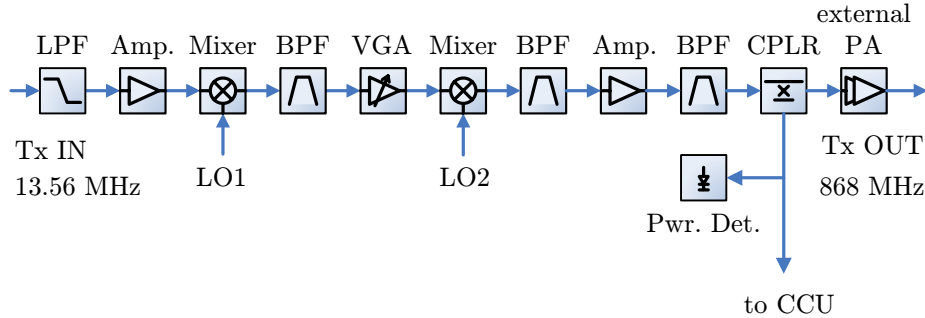 external
LPF Amp. Mixer BPF VGA Mixer BPF Amp. BPF CPLR PA
Tx IN
13.56 MHz
LO1
LO2
Tx OUT
868 MHz
Pwr. Det.
to CCU